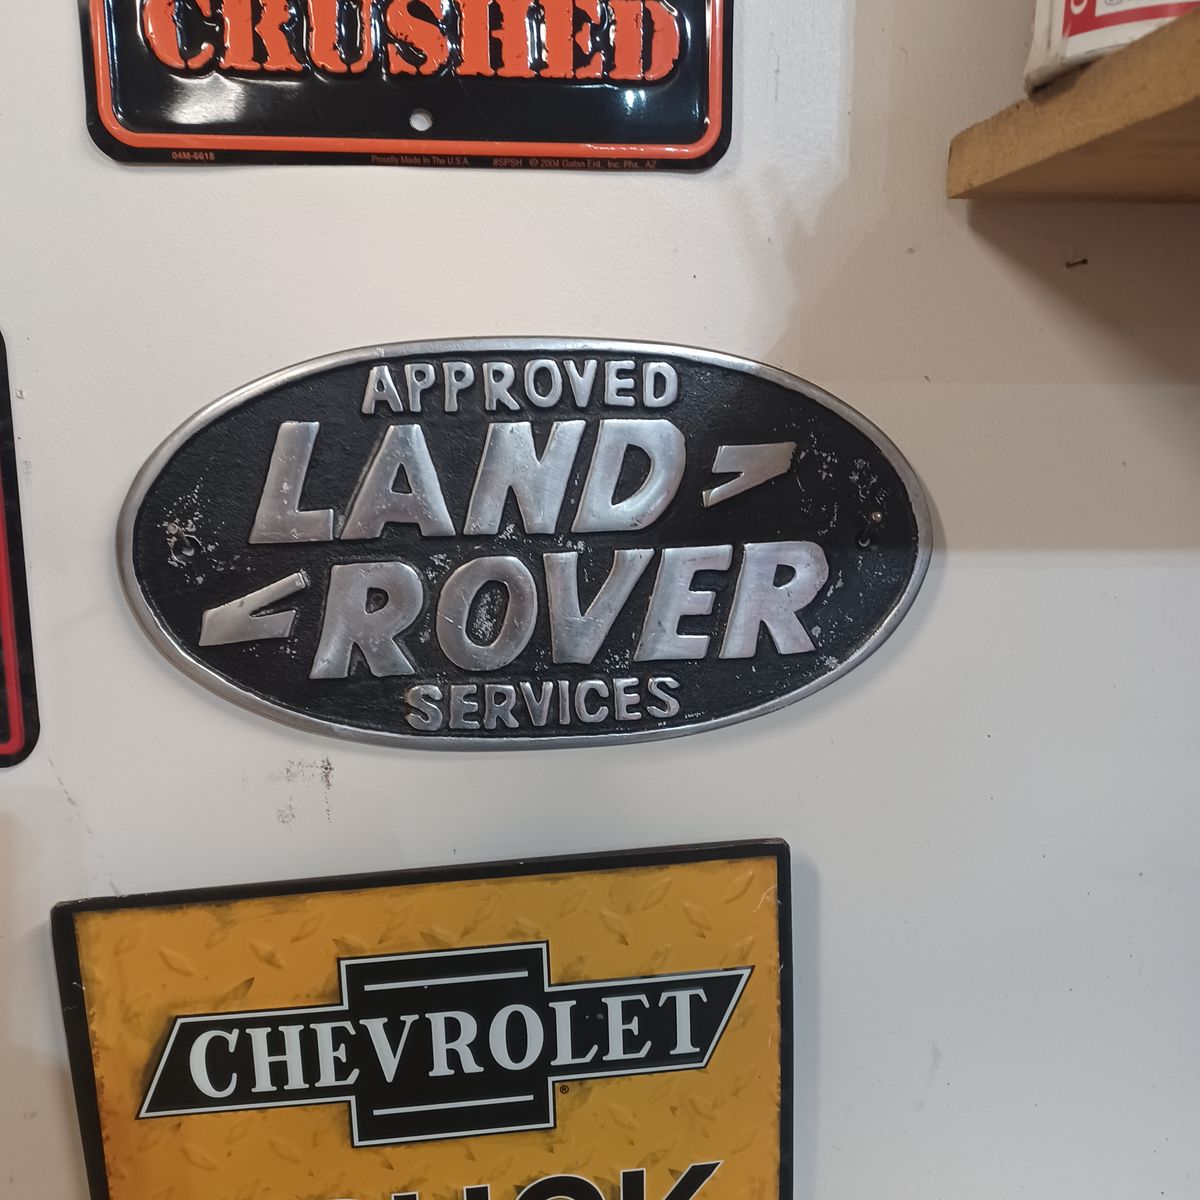 CRUSHED
04M-6618 Proudly Made In The U.S.A. #SPSH © 2004 Galan Ent., Inc. Phx., AZ
APPROVED
LAND
ROVER
SERVICES
CHEVROLET
®